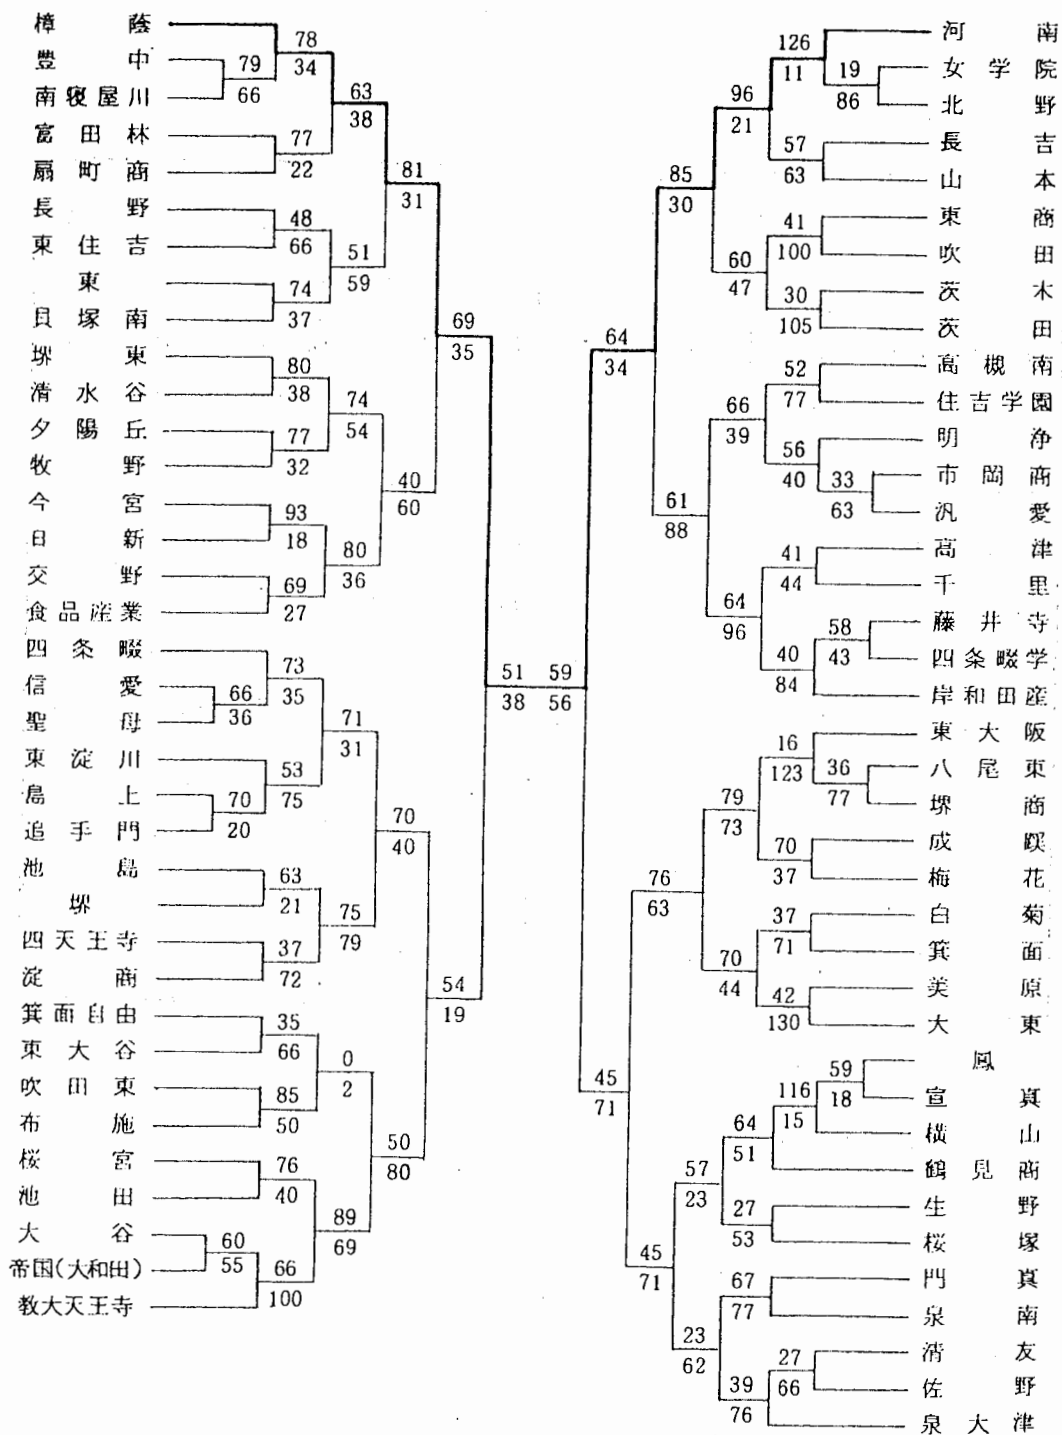 樟蔭
豊中
南寝屋川
富田林
扇町商
長野
東住吉
東
貝塚南
堺東
清水谷
夕陽丘
牧野
今宮
日新
交野
食品産業
四条畷
信愛
聖母
東淀川
島上
追手門
池島
堺
四天王寺
淀商
箕面自由
東大谷
吹田東
布施
桜宮
池田
大谷
帝国(大和田)
教大天王寺
78
34
79
66
63
38
77
22
81
31
48
66
51
59
74
37
69
35
80
38
74
54
77
32
40
60
93
18
80
36
69
27
73
35
66
36
71
31
53
75
70
20
70
40
63
21
75
79
37
72
54
19
35
66
0
2
85
50
50
80
76
40
89
69
60
55
66
100
51 59
38 56
河南
女学院
北野
長吉
山本
東商
吹田
茨木
茨田
高槻南
住吉学園
明浄
市岡商
汎愛
高津
千里
藤井寺
四条畷学
岸和田産
東大阪
八尾東
堺商
成蹊
梅花
白菊
箕面
美原
大東
鳳
宣真
横山
鶴見商
生野
桜塚
門真
泉南
清友
佐野
泉大津
126
11
19
86
96
21
57
63
85
30
41
100
60
47
30
105
64
34
52
77
66
39
56
40
33
63
61
88
41
44
64
96
58
43
40
84
16
123
36
77
79
73
70
37
76
63
37
71
70
44
42
130
45
71
59
18
116
15
64
51
57
23
27
53
45
71
67
77
23
62
27
66
39
76